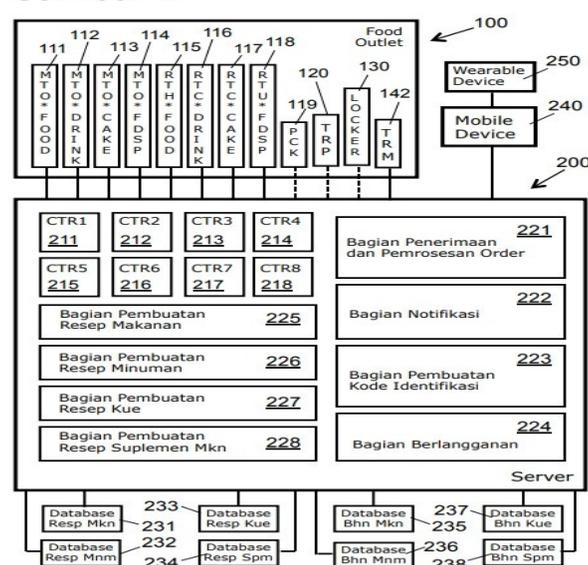 Food
Outlet
100
111
112
113
114
115
116
117
118
119
120
130
142
MTO*FOOD
MTO*DRINK
MTO*CAKE
MTO*FDSP
RTH*FOOD
RTC*DRINK
RTC*CAKE
RTU*FDSP
PCK
TRP
LOCKER
TRM
Wearable
Device
250
Mobile
Device
240
200
CTR1
211
CTR2
212
CTR3
213
CTR4
214
CTR5
215
CTR6
216
CTR7
217
CTR8
218
Bagian Pembuatan
Resep Makanan
225
Bagian Pembuatan
Resep Minuman
226
Bagian Pembuatan
Resep Kue
227
Bagian Pembuatan
Resep Suplemen Mkn
228
221
Bagian Penerimaan
dan Pemrosesan Order
222
Bagian Notifikasi
223
Bagian Pembuatan
Kode Identifikasi
224
Bagian Berlangganan
Server
Database
Resp Mkn
231
Database
Resp Mnm
232
233
Database
Resp Kue
234
Database
Resp Spm
Database
Bhn Mkn
235
Database
Bhn Mnm
236
237
Database
Bhn Kue
238
Database
Bhn Spm